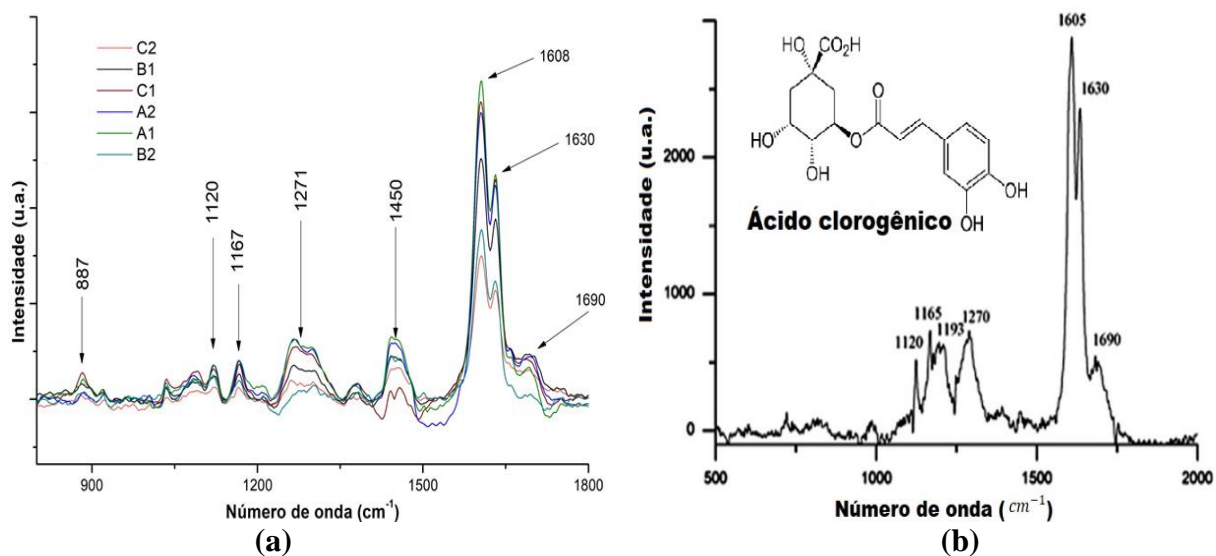 Intensidade (u.a.)
C2
B1
C1
A2
A1
B2
887
1120
1167
1271
1450
1608
1630
1690
900
1200
1500
1800
Número de onda (cm⁻¹)
(a)
Intensidade (u.a.)
2000
1000
0
HO
CO₂H
HO
OH
O
O
OH
OH
Ácido clorogênico
1120
1165
1193
1270
1605
1630
1690
500
1000
1500
2000
Número de onda (cm⁻¹)
(b)